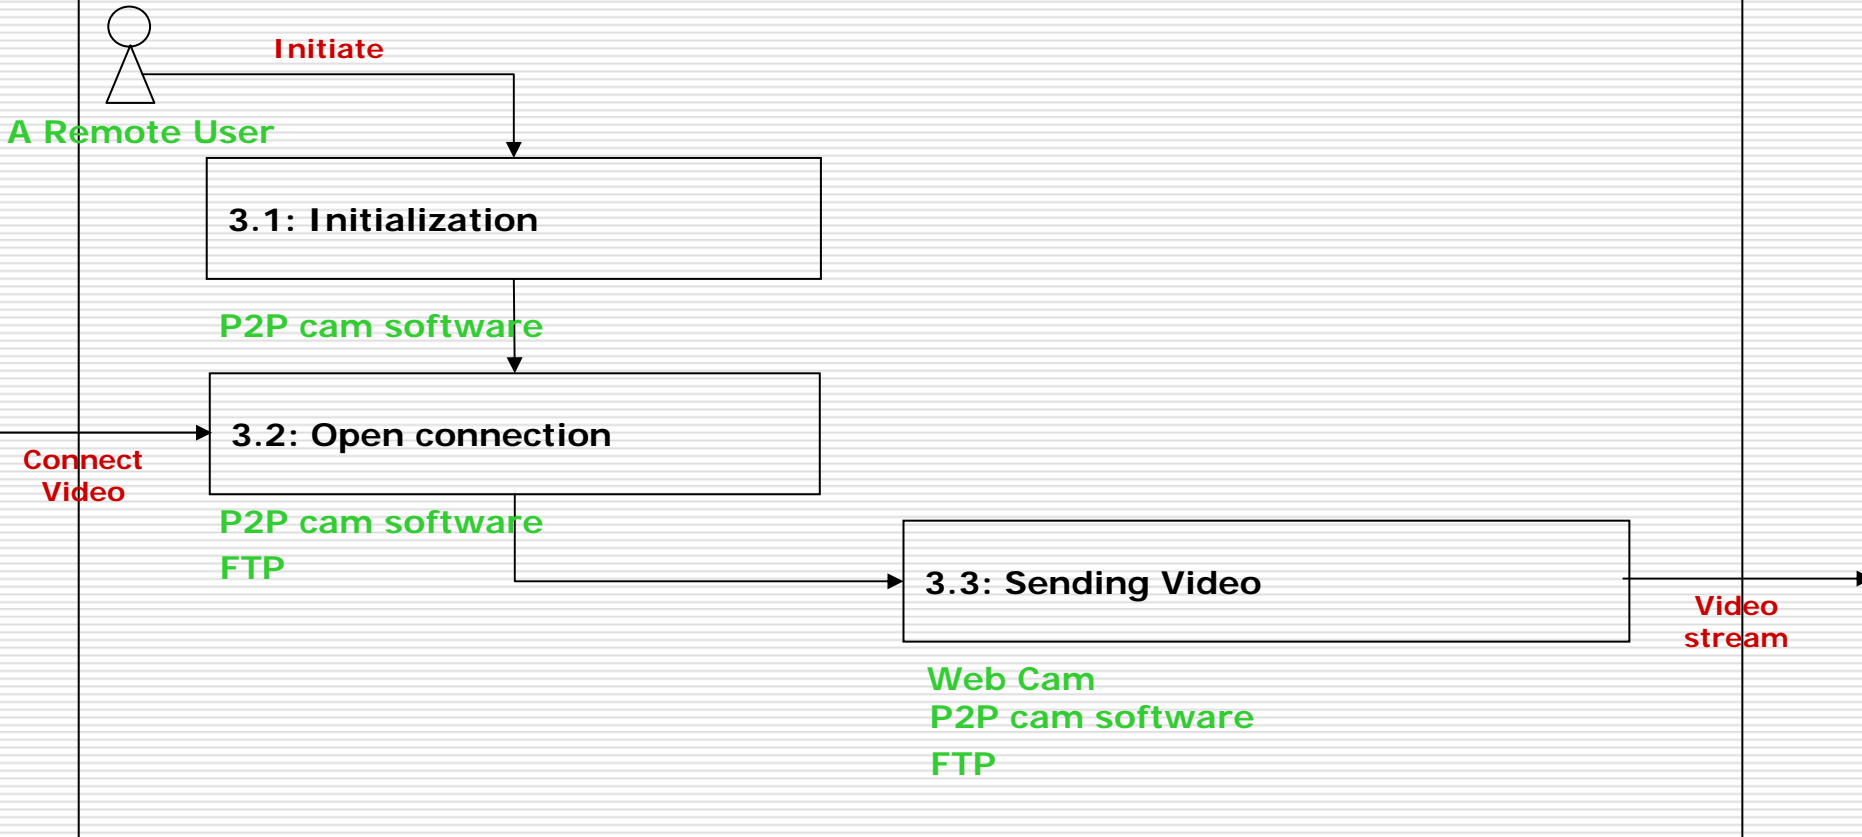 Initiate
A Remote User
3.1: Initialization
P2P cam software
3.2: Open connection
Connect
Video
P2P cam software
FTP
3.3: Sending Video
Video
stream
Web Cam
P2P cam software
FTP